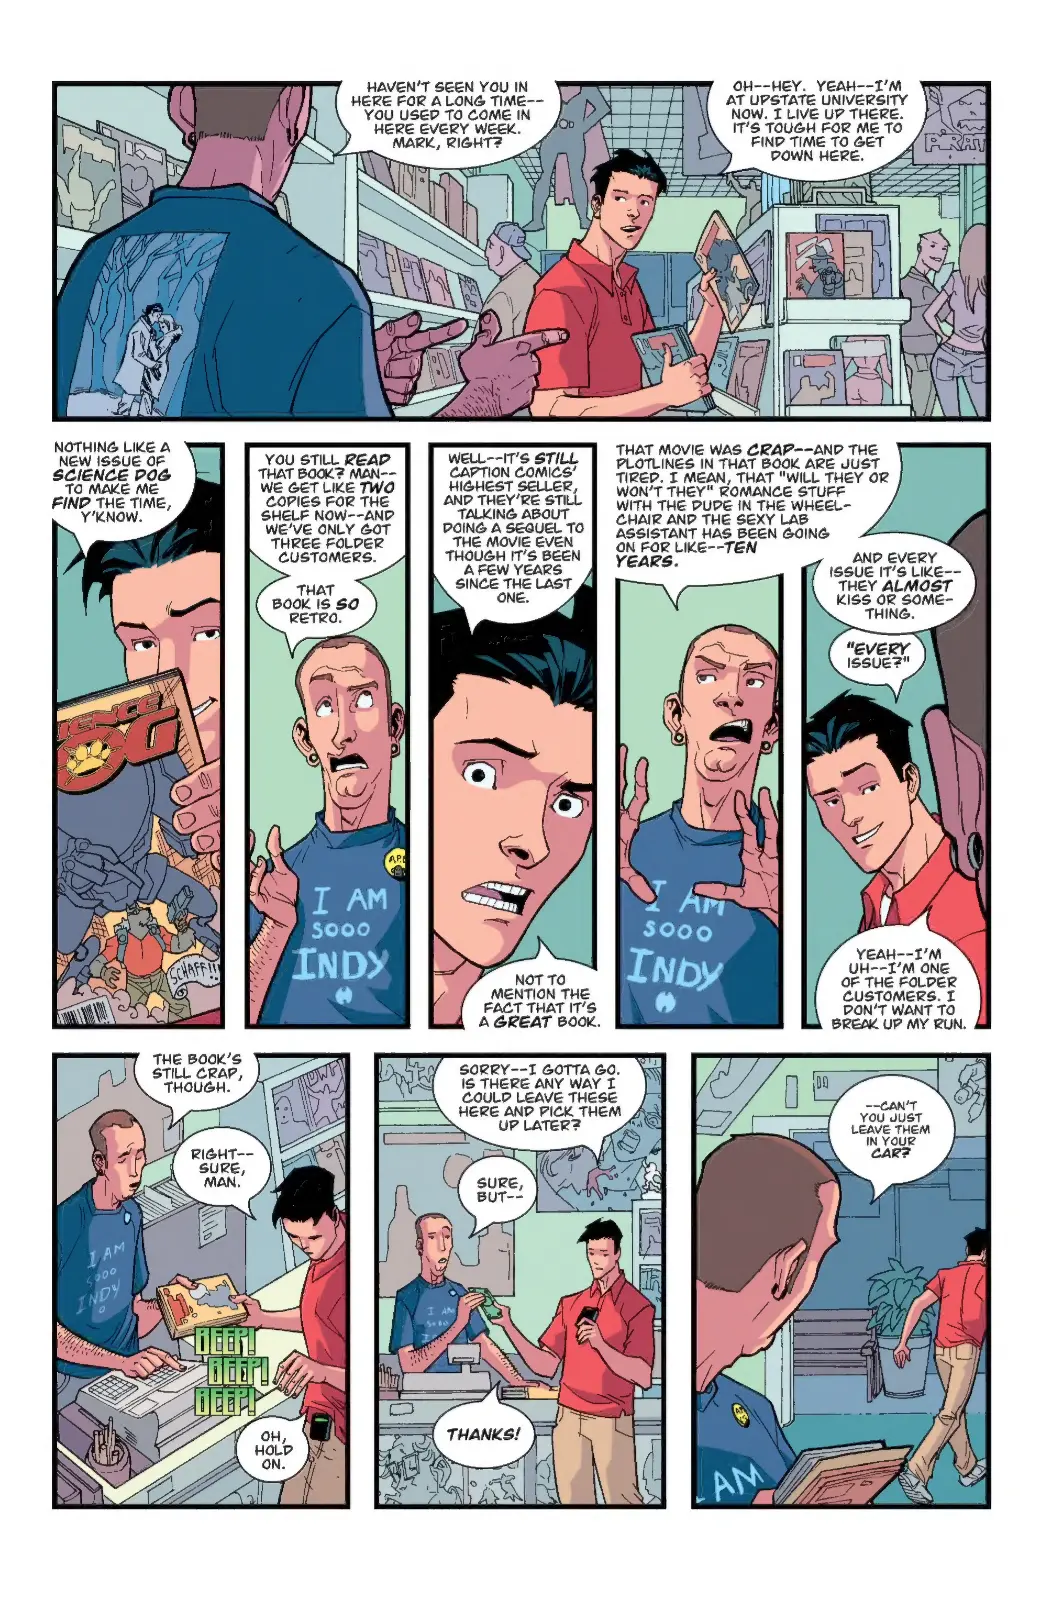 HAVEN'T SEEN YOU IN
HERE FOR A LONG TIME--
YOU USED TO COME IN
HERE EVERY WEEK.
MARK, RIGHT?
OH--HEY. YEAH--I'M
AT UPSTATE UNIVERSITY
NOW. I LIVE UP THERE.
IT'S TOUGH FOR ME TO
FIND TIME TO GET
DOWN HERE.
PIRAT
NOTHING LIKE A
NEW ISSUE OF
SCIENCE DOG
TO MAKE ME
FIND THE TIME,
Y'KNOW.
IENCE
DOG
SCHAFF!!!
YOU STILL READ
THAT BOOK? MAN--
WE GET LIKE TWO
COPIES FOR THE
SHELF NOW--AND
WE'VE ONLY GOT
THREE FOLDER
CUSTOMERS.
THAT
BOOK IS SO
RETRO.
I AM
SOOO
INDY
WELL--IT'S STILL
CAPTION COMICS'
HIGHEST SELLER,
AND THEY'RE STILL
TALKING ABOUT
DOING A SEQUEL TO
THE MOVIE EVEN
THOUGH IT'S BEEN
A FEW YEARS
SINCE THE LAST
ONE.
NOT TO
MENTION THE
FACT THAT IT'S
A GREAT BOOK.
THAT MOVIE WAS CRAP--AND THE
PLOTLINES IN THAT BOOK ARE JUST
TIRED. I MEAN, THAT "WILL THEY OR
WON'T THEY" ROMANCE STUFF
WITH THE DUDE IN THE WHEEL-
CHAIR AND THE SEXY LAB
ASSISTANT HAS BEEN GOING
ON FOR LIKE--TEN
YEARS.
I AM
SOOO
INDY
AND EVERY
ISSUE IT'S LIKE--
THEY ALMOST
KISS OR SOME-
THING.
"EVERY
ISSUE?"
YEAH--I'M
UH--I'M ONE
OF THE FOLDER
CUSTOMERS. I
DON'T WANT TO
BREAK UP MY RUN.
THE BOOK'S
STILL CRAP,
THOUGH.
RIGHT--
SURE,
MAN.
I AM
SOOO
INDY
BEEP!
BEEP!
BEEP!
OH,
HOLD
ON.
SORRY--I GOTTA GO.
IS THERE ANY WAY I
COULD LEAVE THESE
HERE AND PICK THEM
UP LATER?
SURE,
BUT--
I AM
THANKS!
--CAN'T
YOU JUST
LEAVE THEM
IN YOUR
CAR?
I AM